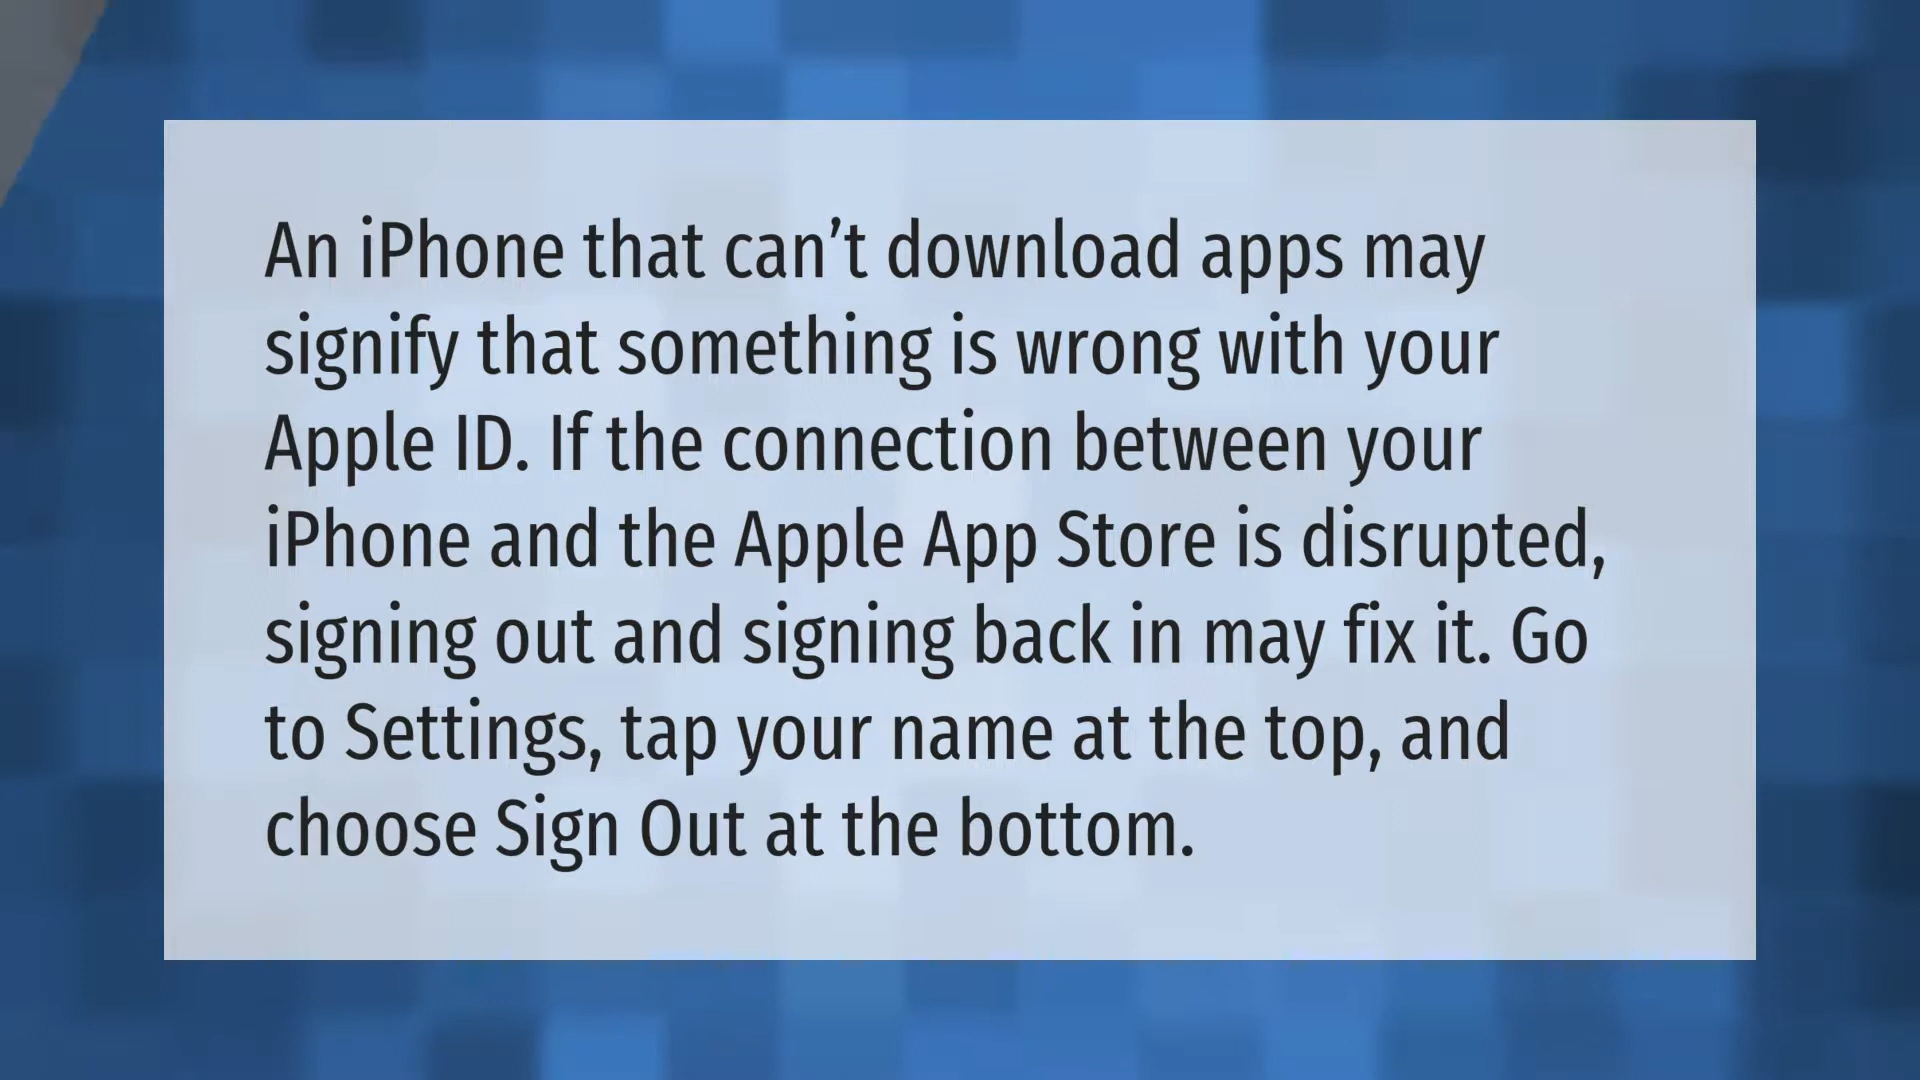 An iPhone that can’t download apps may
signify that something is wrong with your
Apple ID. If the connection between your
iPhone and the Apple App Store is disrupted,
signing out and signing back in may fix it. Go
to Settings, tap your name at the top, and
choose Sign Out at the bottom.